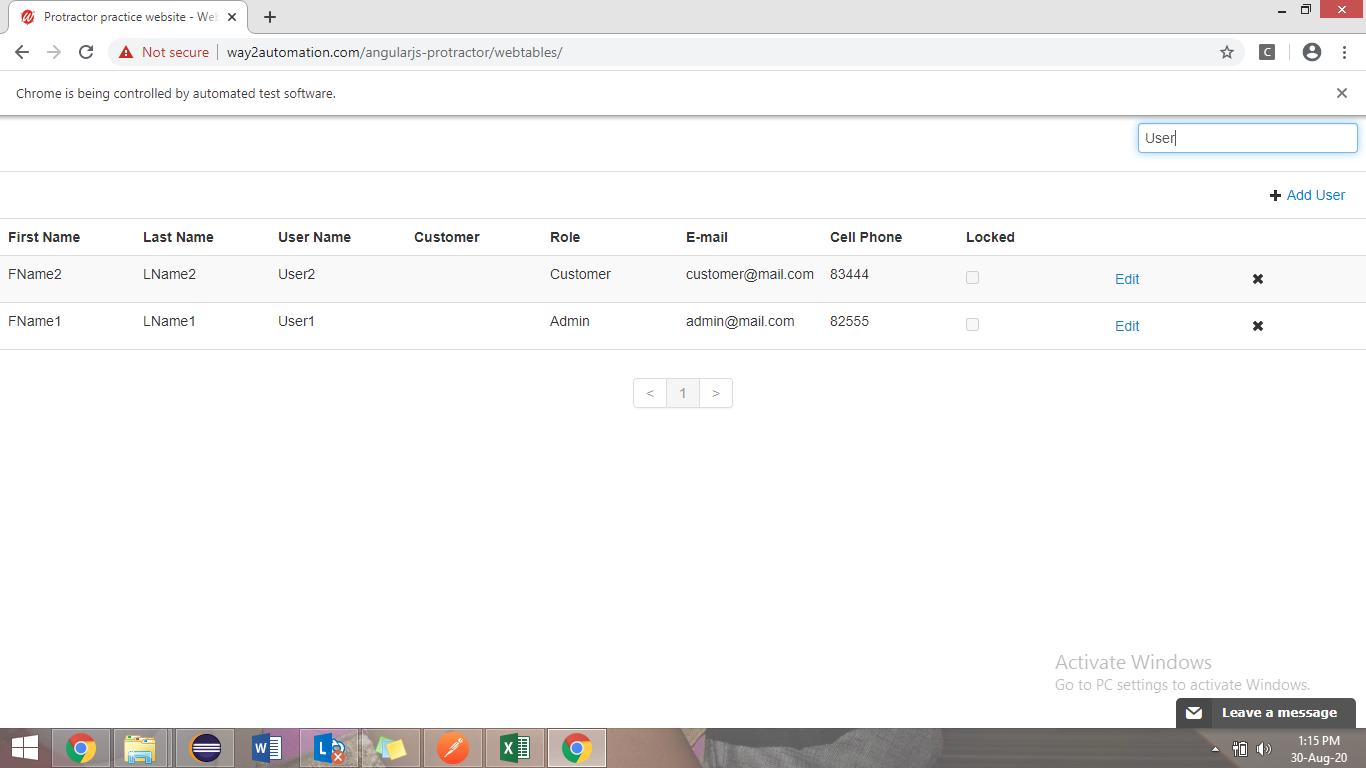 Protractor practice website - Web
Not secure | way2automation.com/angularjs-protractor/webtables/
C
Chrome is being controlled by automated test software.
User
Add User
First Name Last Name User Name Customer Role E-mail Cell Phone Locked
FName2 LName2 User2 Customer customer@mail.com 83444 Edit
FName1 LName1 User1 Admin admin@mail.com 82555 Edit
< 1 >
Activate Windows
Go to PC settings to activate Windows.
Leave a message
1:15 PM
30-Aug-20